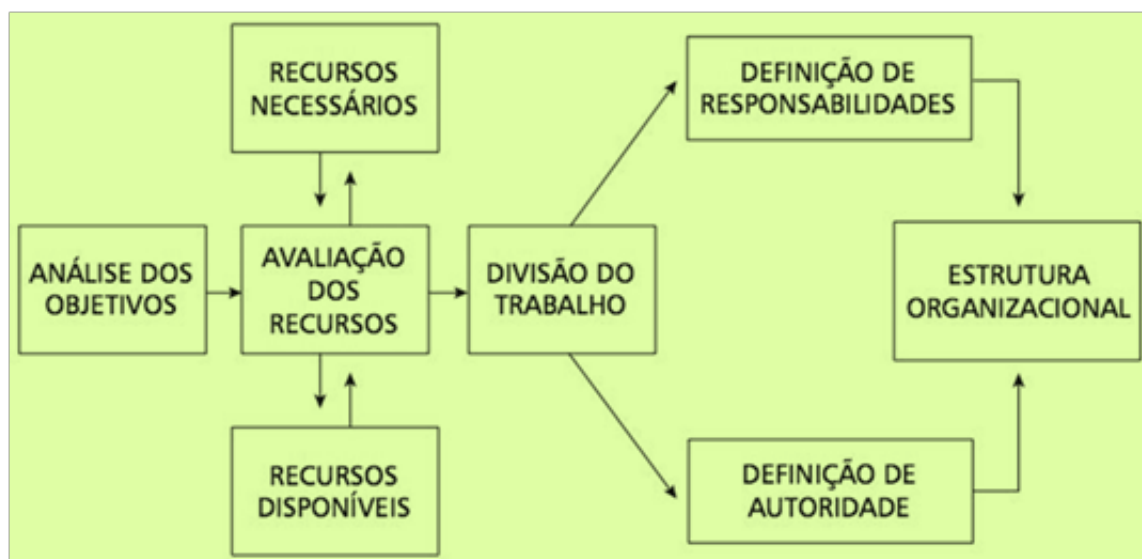 RECURSOS
NECESSÁRIOS
DEFINIÇÃO DE
RESPONSABILIDADES
ANÁLISE DOS
OBJETIVOS
AVALIAÇÃO
DOS
RECURSOS
DIVISÃO DO
TRABALHO
ESTRUTURA
ORGANIZACIONAL
RECURSOS
DISPONÍVEIS
DEFINIÇÃO DE
AUTORIDADE